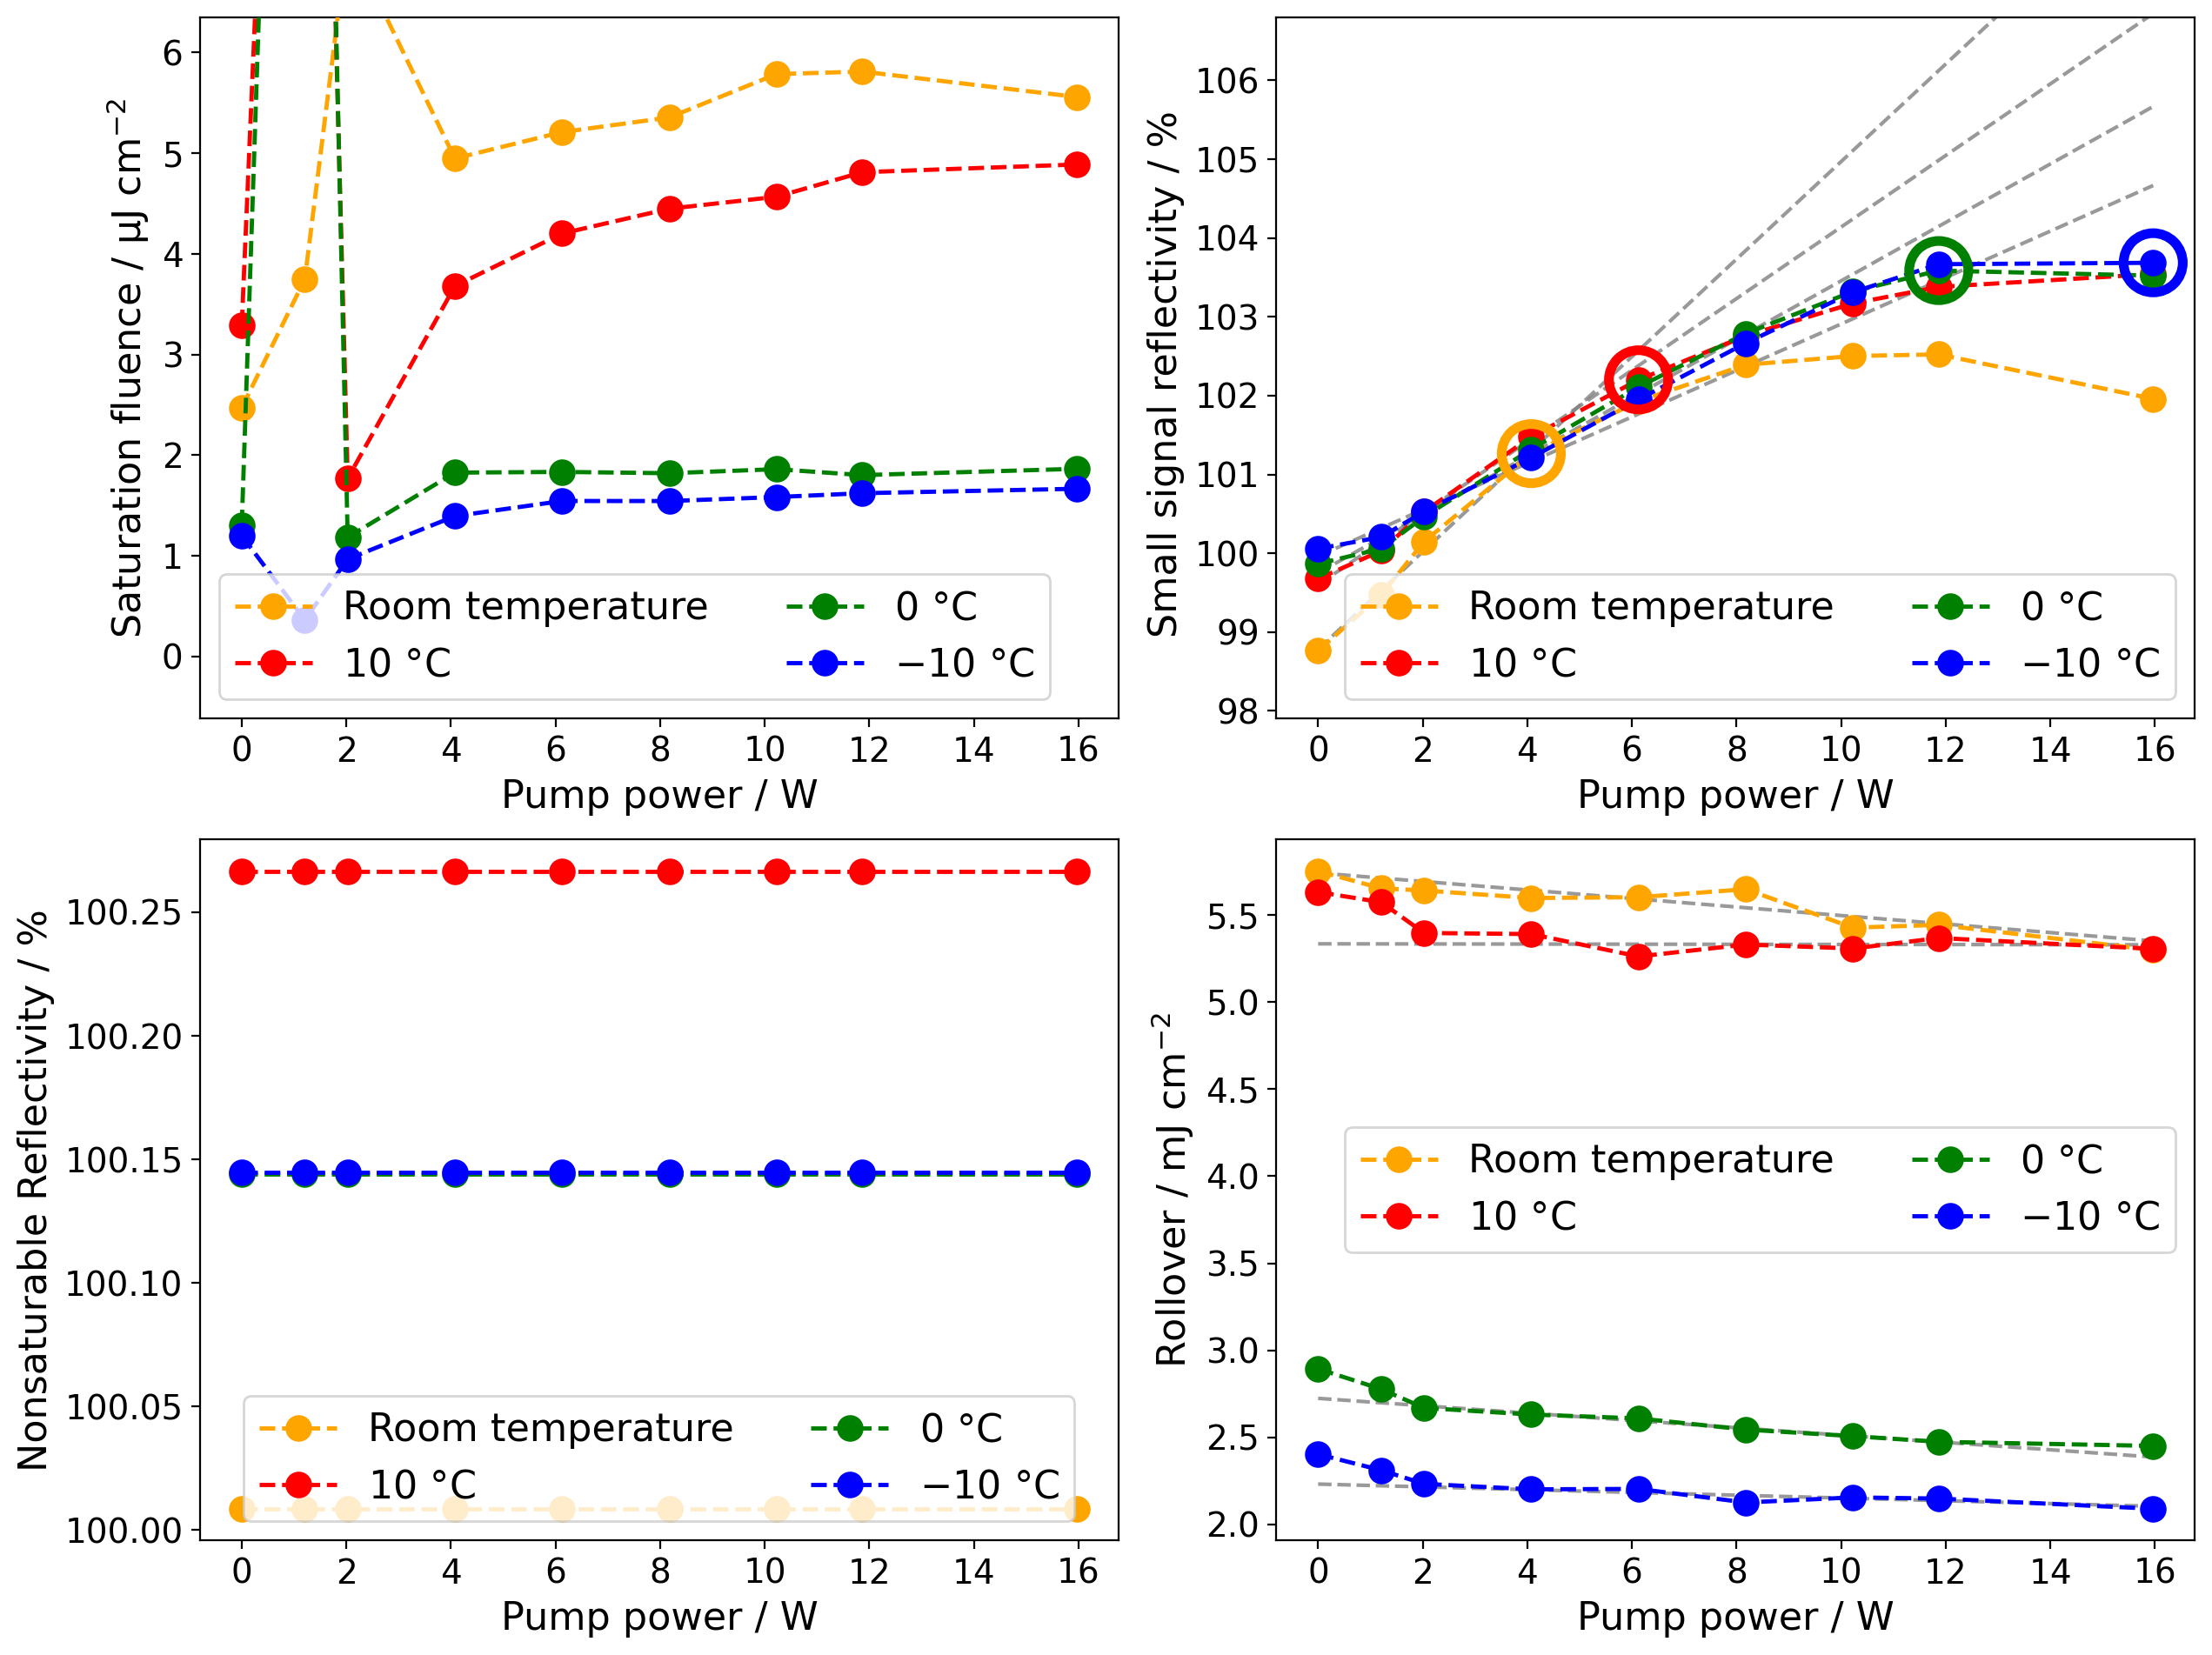 6
5
4
3
2
1
0
Saturation fluence / µJ cm⁻²
Room temperature
10 °C
0 °C
−10 °C
0 2 4 6 8 10 12 14 16
Pump power / W
106
105
104
103
102
101
100
99
98
Small signal reflectivity / %
Room temperature
10 °C
0 °C
−10 °C
0 2 4 6 8 10 12 14 16
Pump power / W
100.25
100.20
100.15
100.10
100.05
100.00
Nonsaturable Reflectivity / %
Room temperature
10 °C
0 °C
−10 °C
0 2 4 6 8 10 12 14 16
Pump power / W
5.5
5.0
4.5
4.0
3.5
3.0
2.5
2.0
Rollover / mJ cm⁻²
Room temperature
10 °C
0 °C
−10 °C
0 2 4 6 8 10 12 14 16
Pump power / W